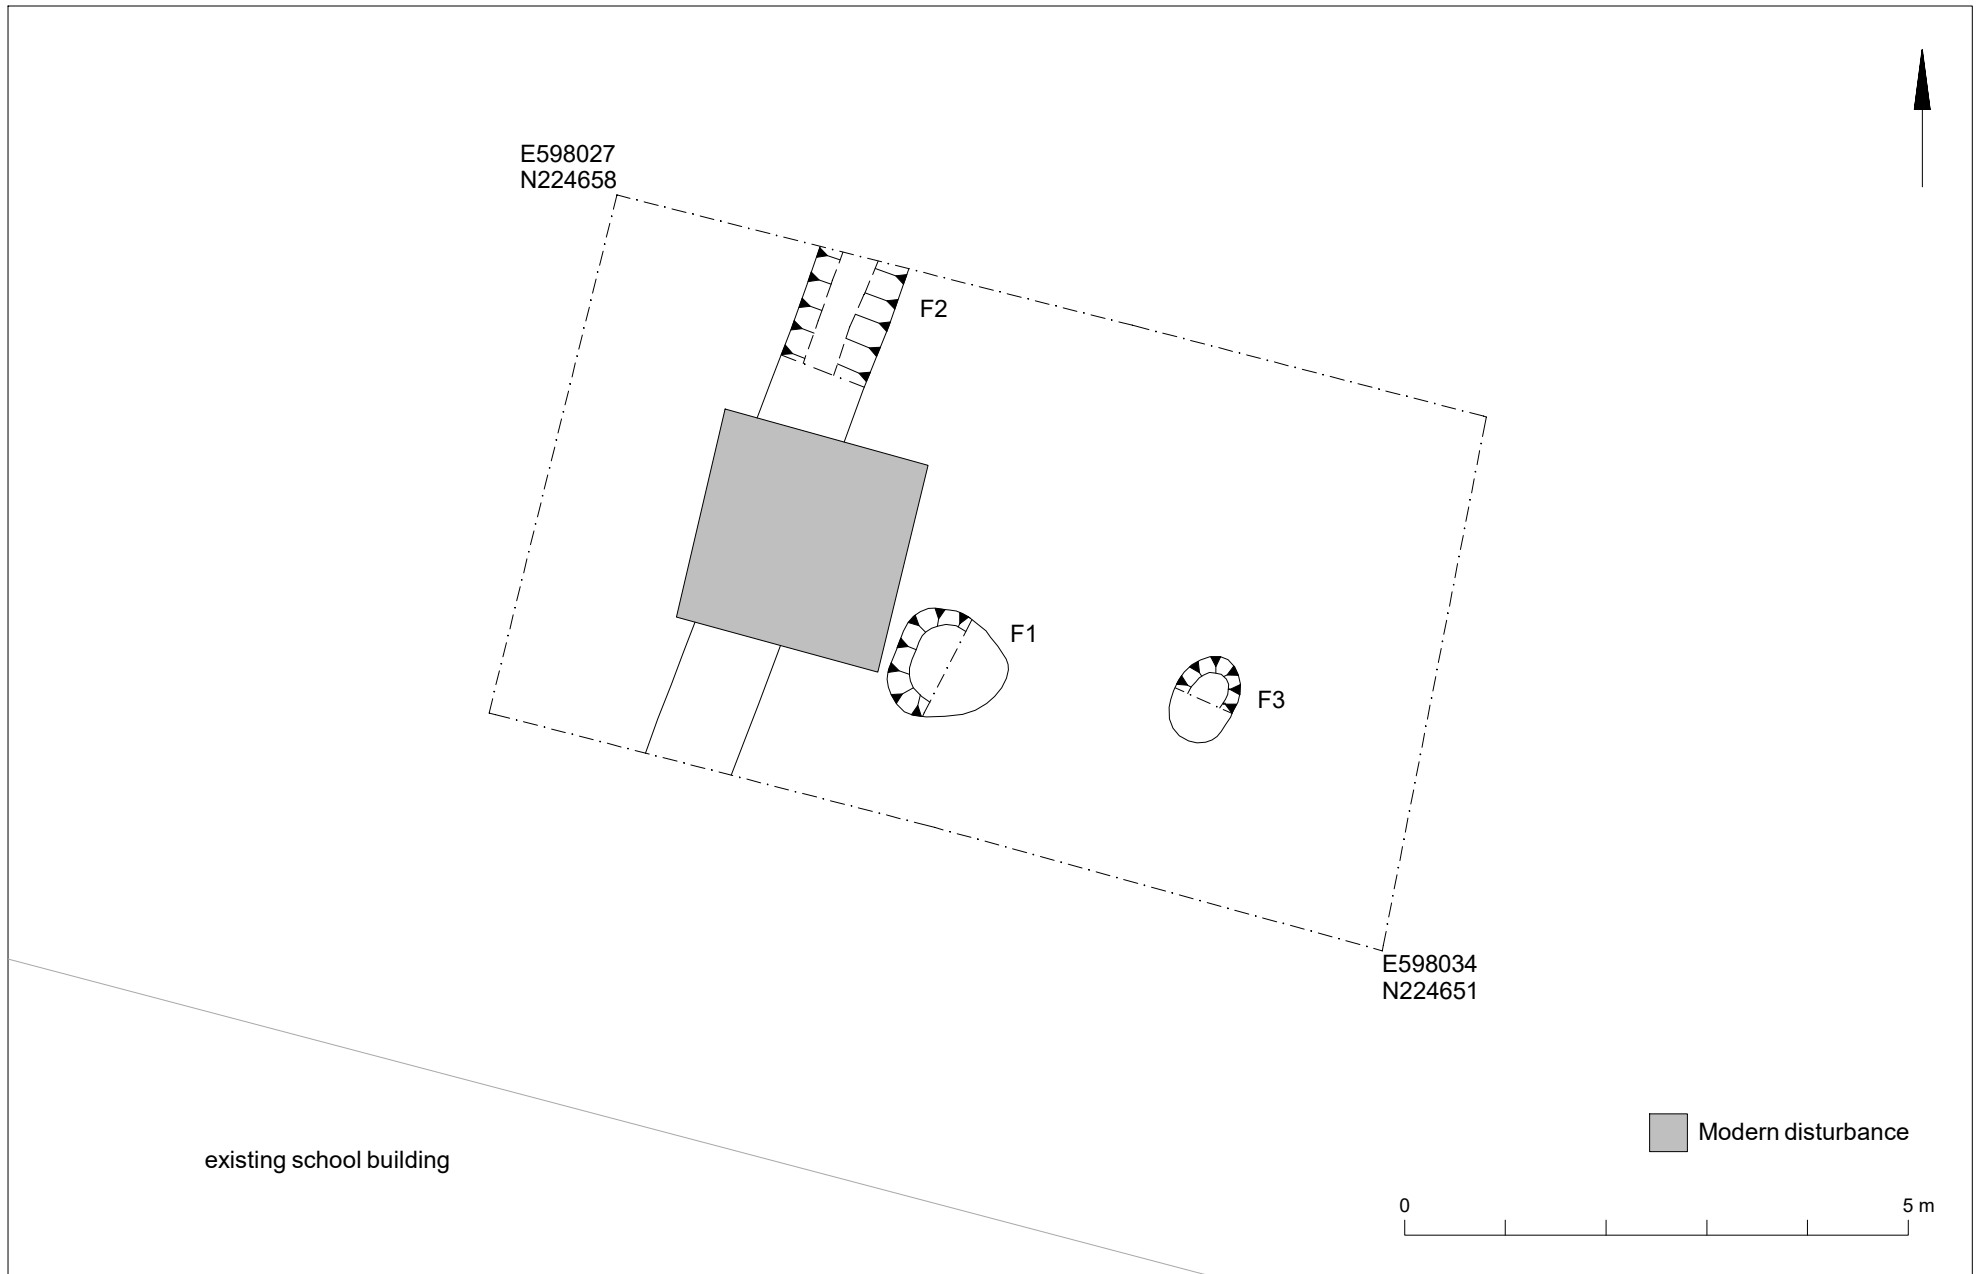 E598027
N224658
F2
F1
F3
E598034
N224651
Modern disturbance
existing school building
0 5 m